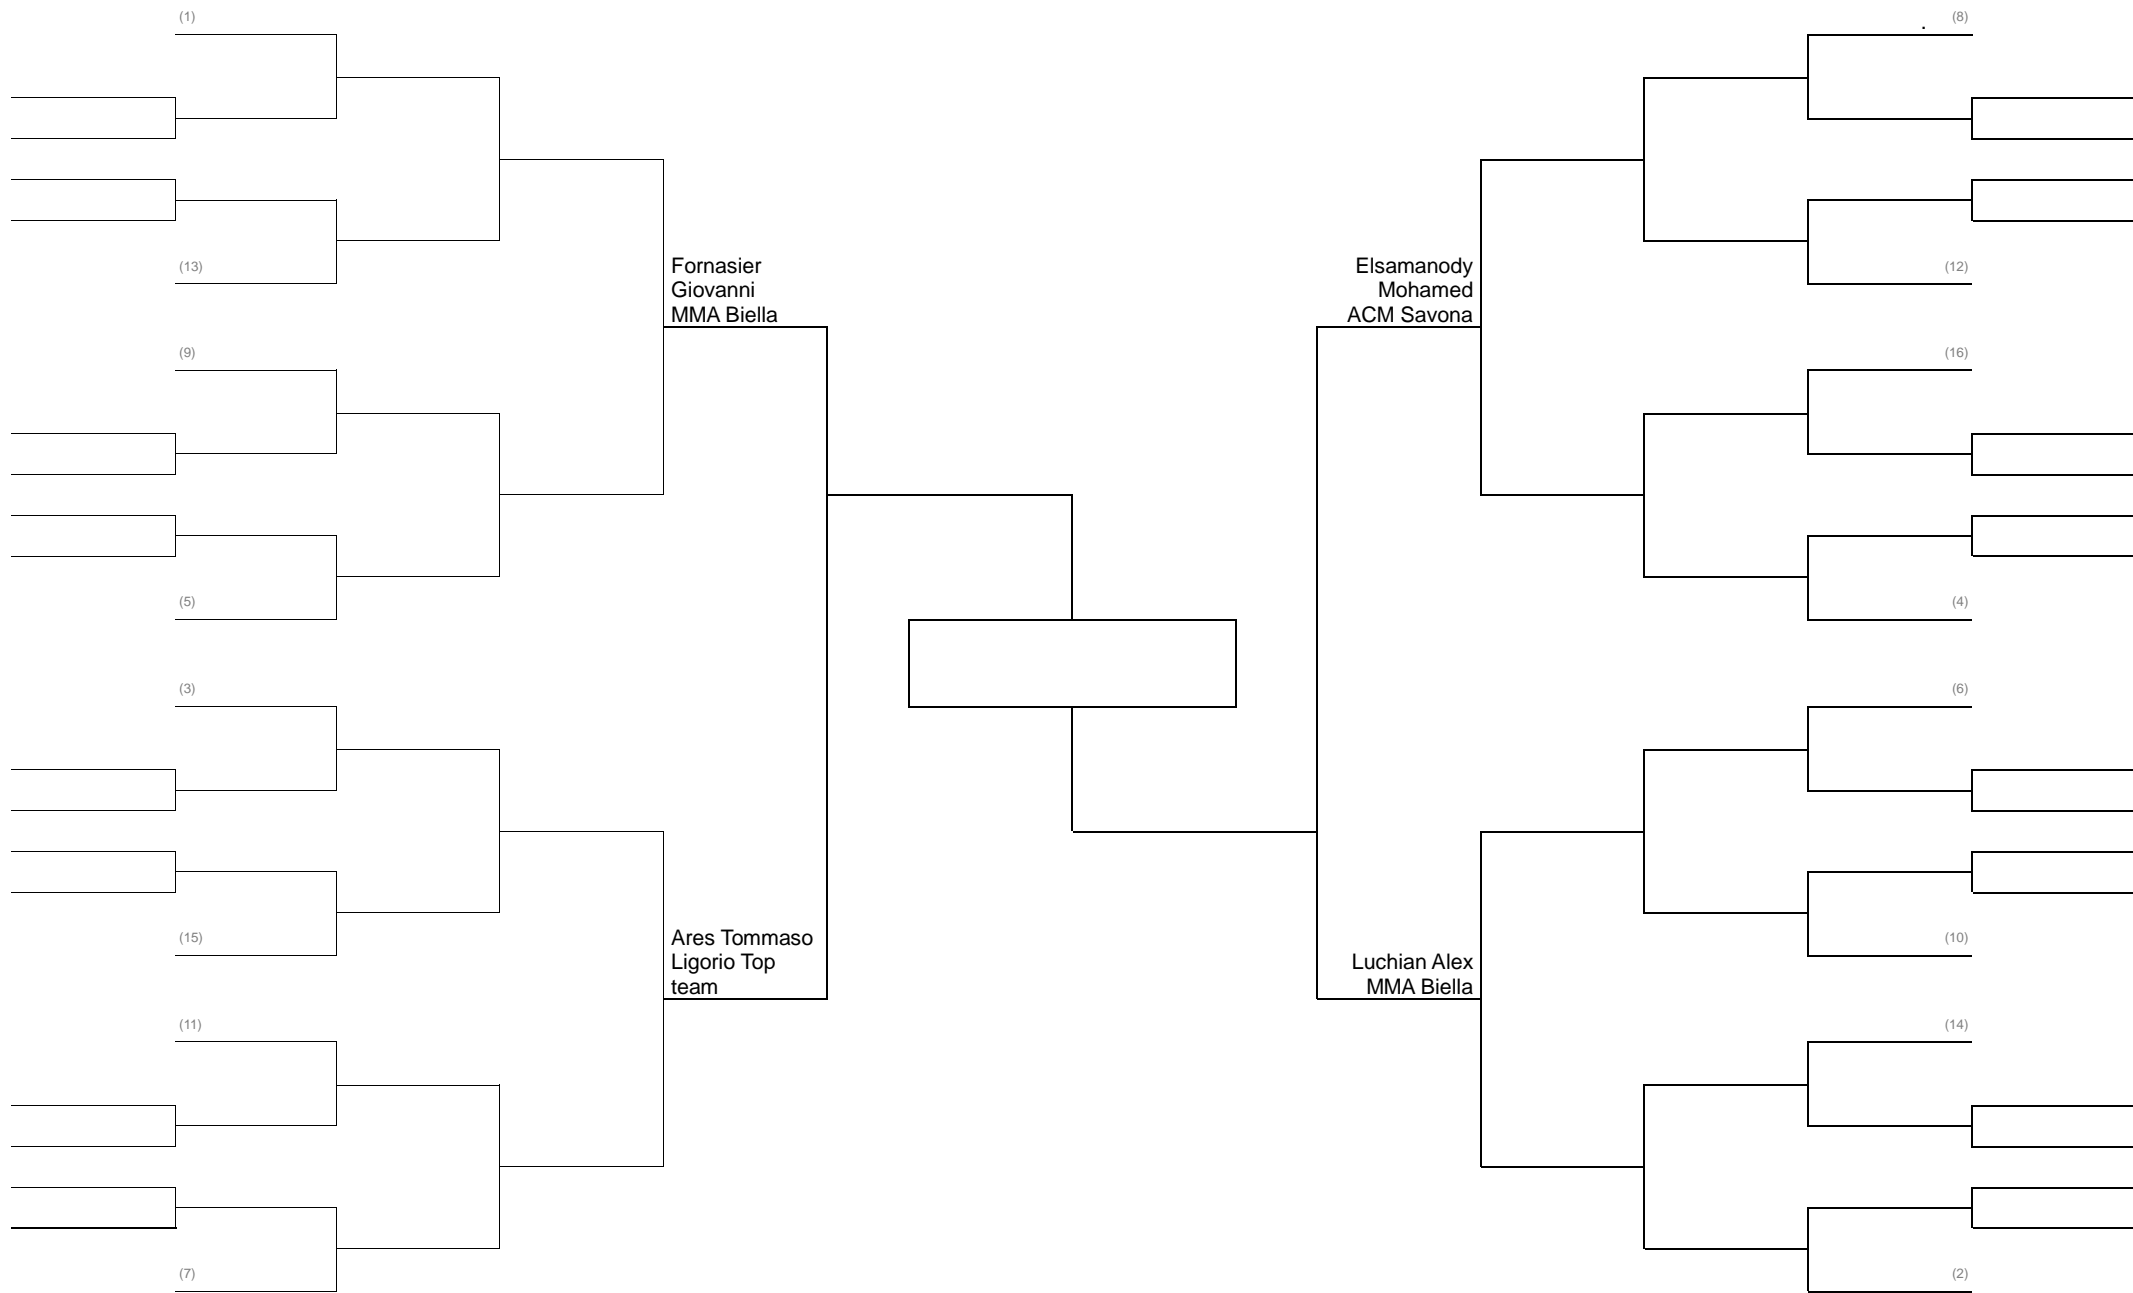 (1)
(8)
.
(13)
(12)
Fornasier
Giovanni
MMA Biella
Elsamanody
Mohamed
ACM Savona
(9)
(16)
(5)
(4)
(3)
(6)
(15)
(10)
Ares Tommaso
Ligorio Top
team
Luchian Alex
MMA Biella
(11)
(14)
(7)
(2)